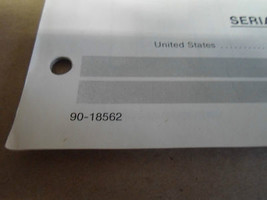 SERIA
United States ..........
90-18562